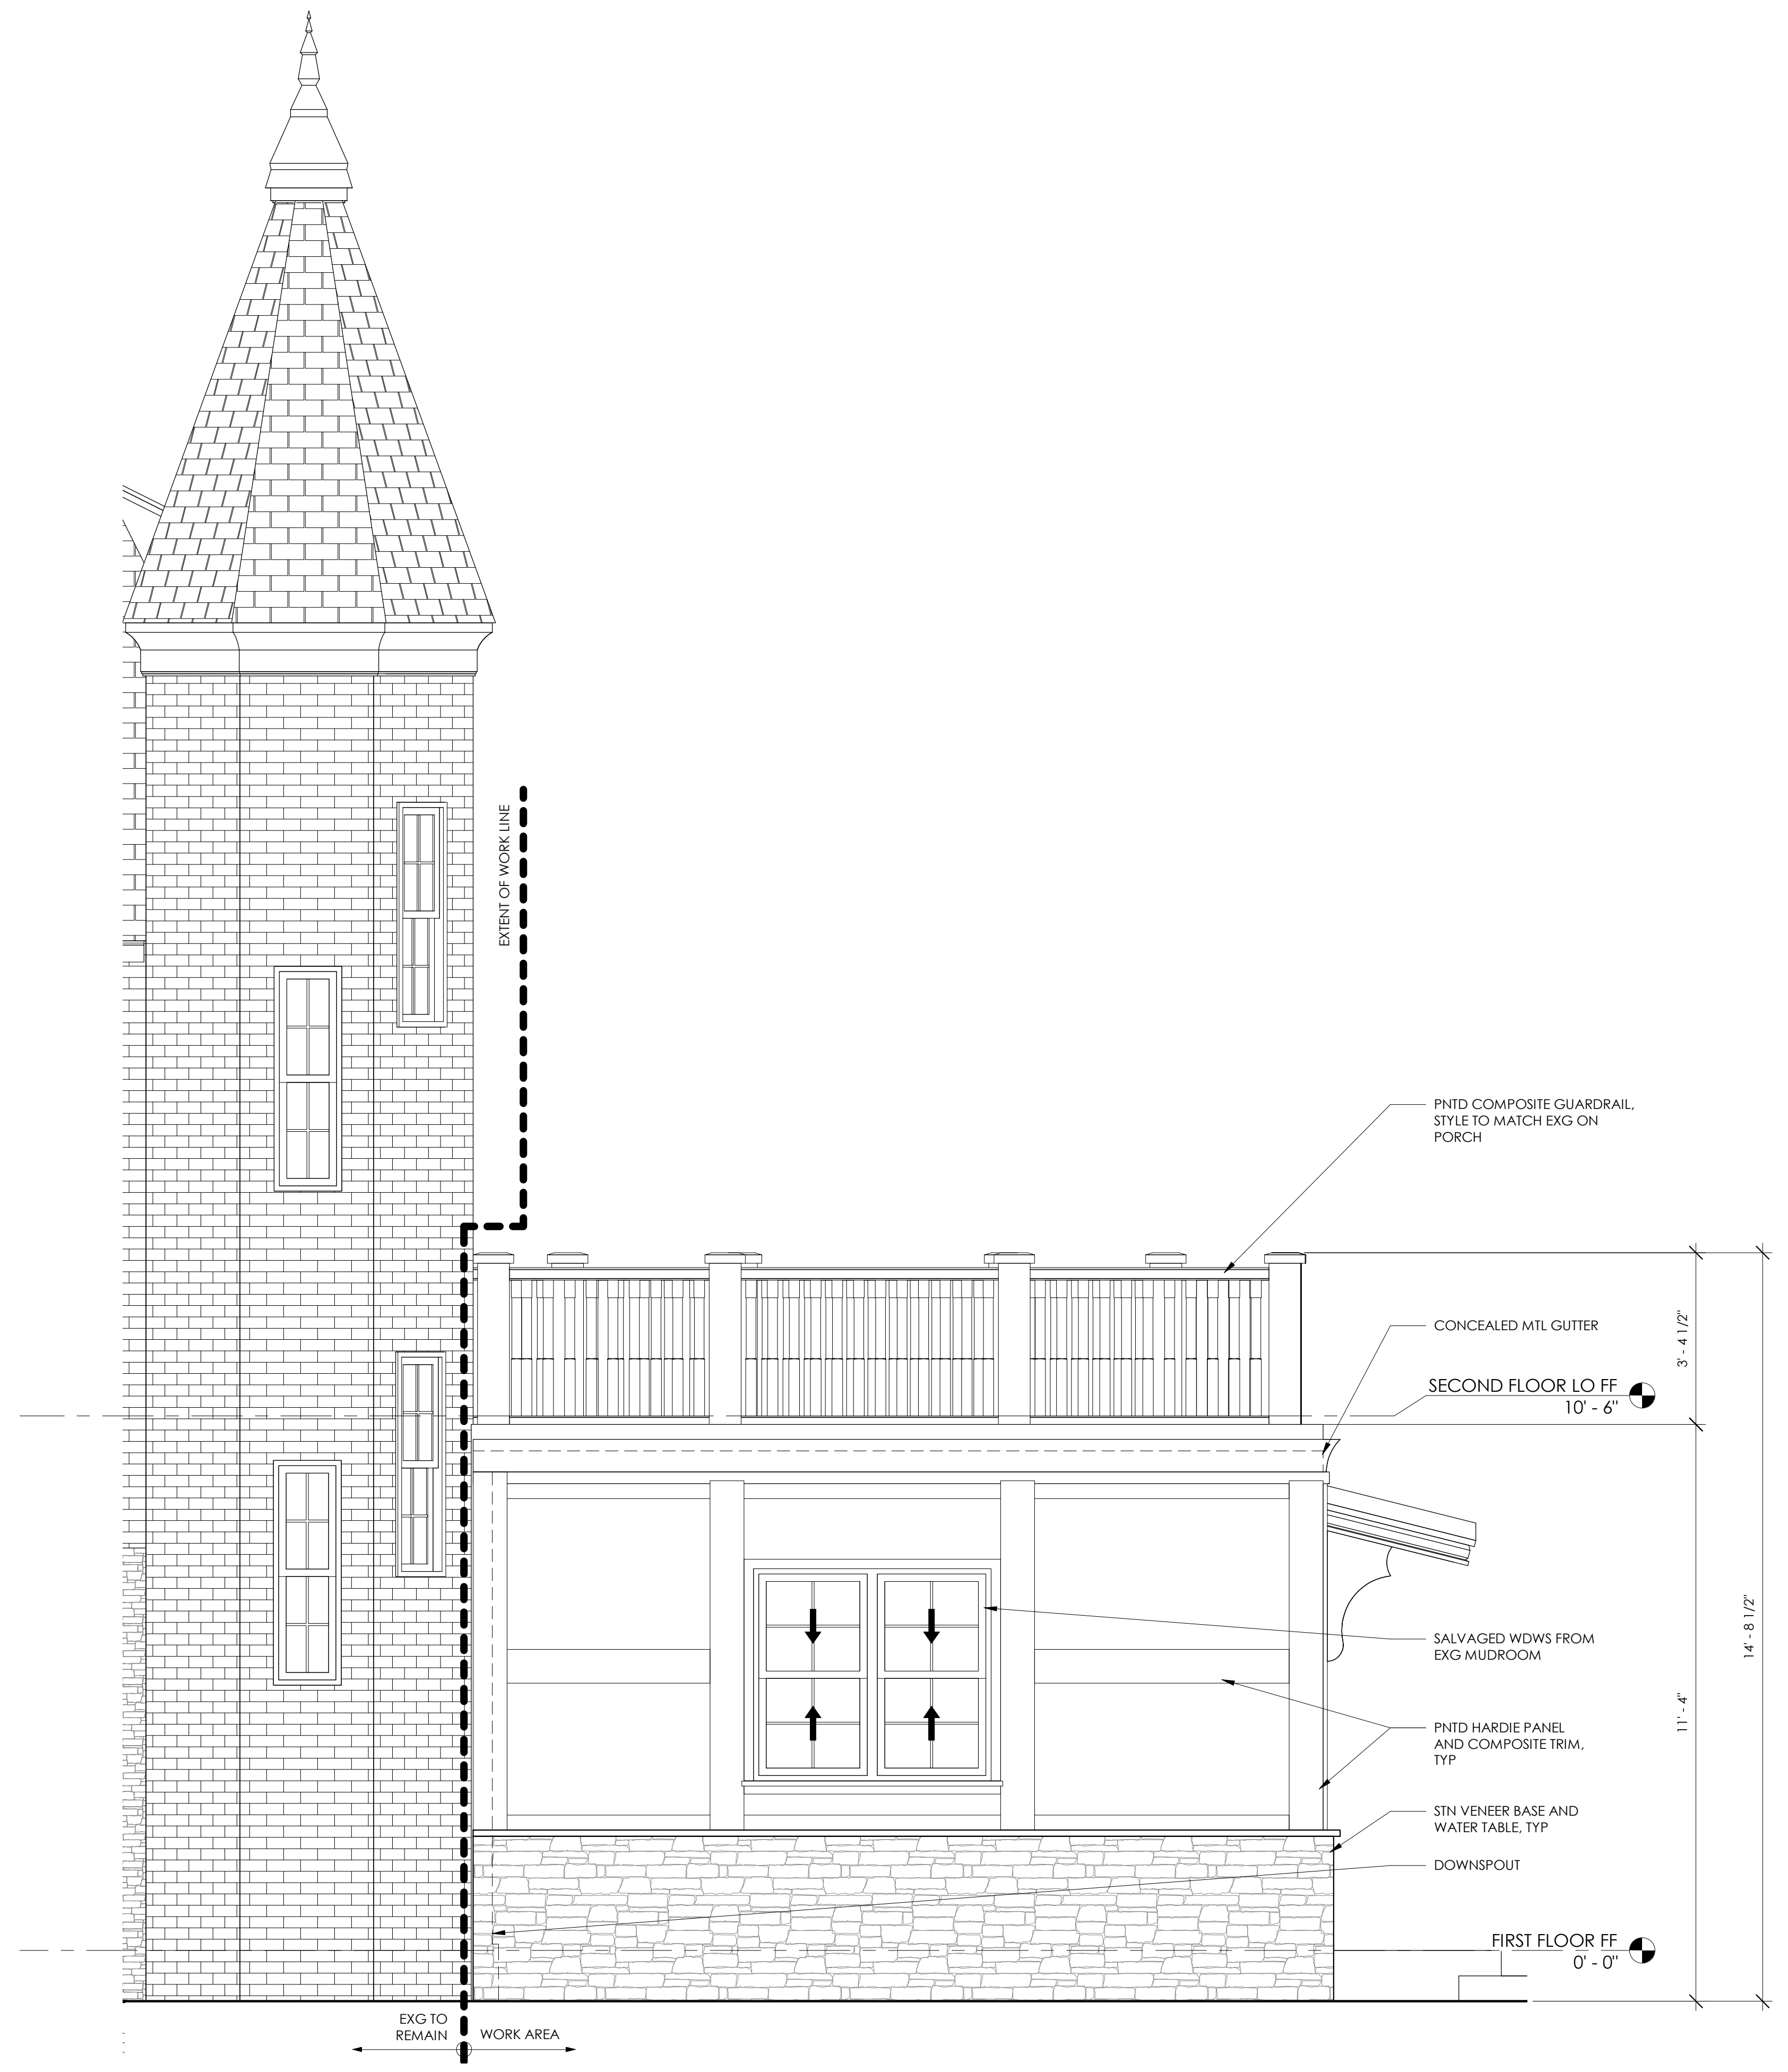 EXTENT OF WORK LINE
PNTD COMPOSITE GUARDRAIL,
STYLE TO MATCH EXG ON
PORCH
CONCEALED MTL GUTTER
3' - 4 1/2"
SECOND FLOOR LO FF
10' - 6"
14' - 8 1/2"
SALVAGED WDWS FROM
EXG MUDROOM
11' - 4"
PNTD HARDIE PANEL
AND COMPOSITE TRIM,
TYP
STN VENEER BASE AND
WATER TABLE, TYP
DOWNSPOUT
FIRST FLOOR FF
0' - 0"
EXG TO
REMAIN
WORK AREA